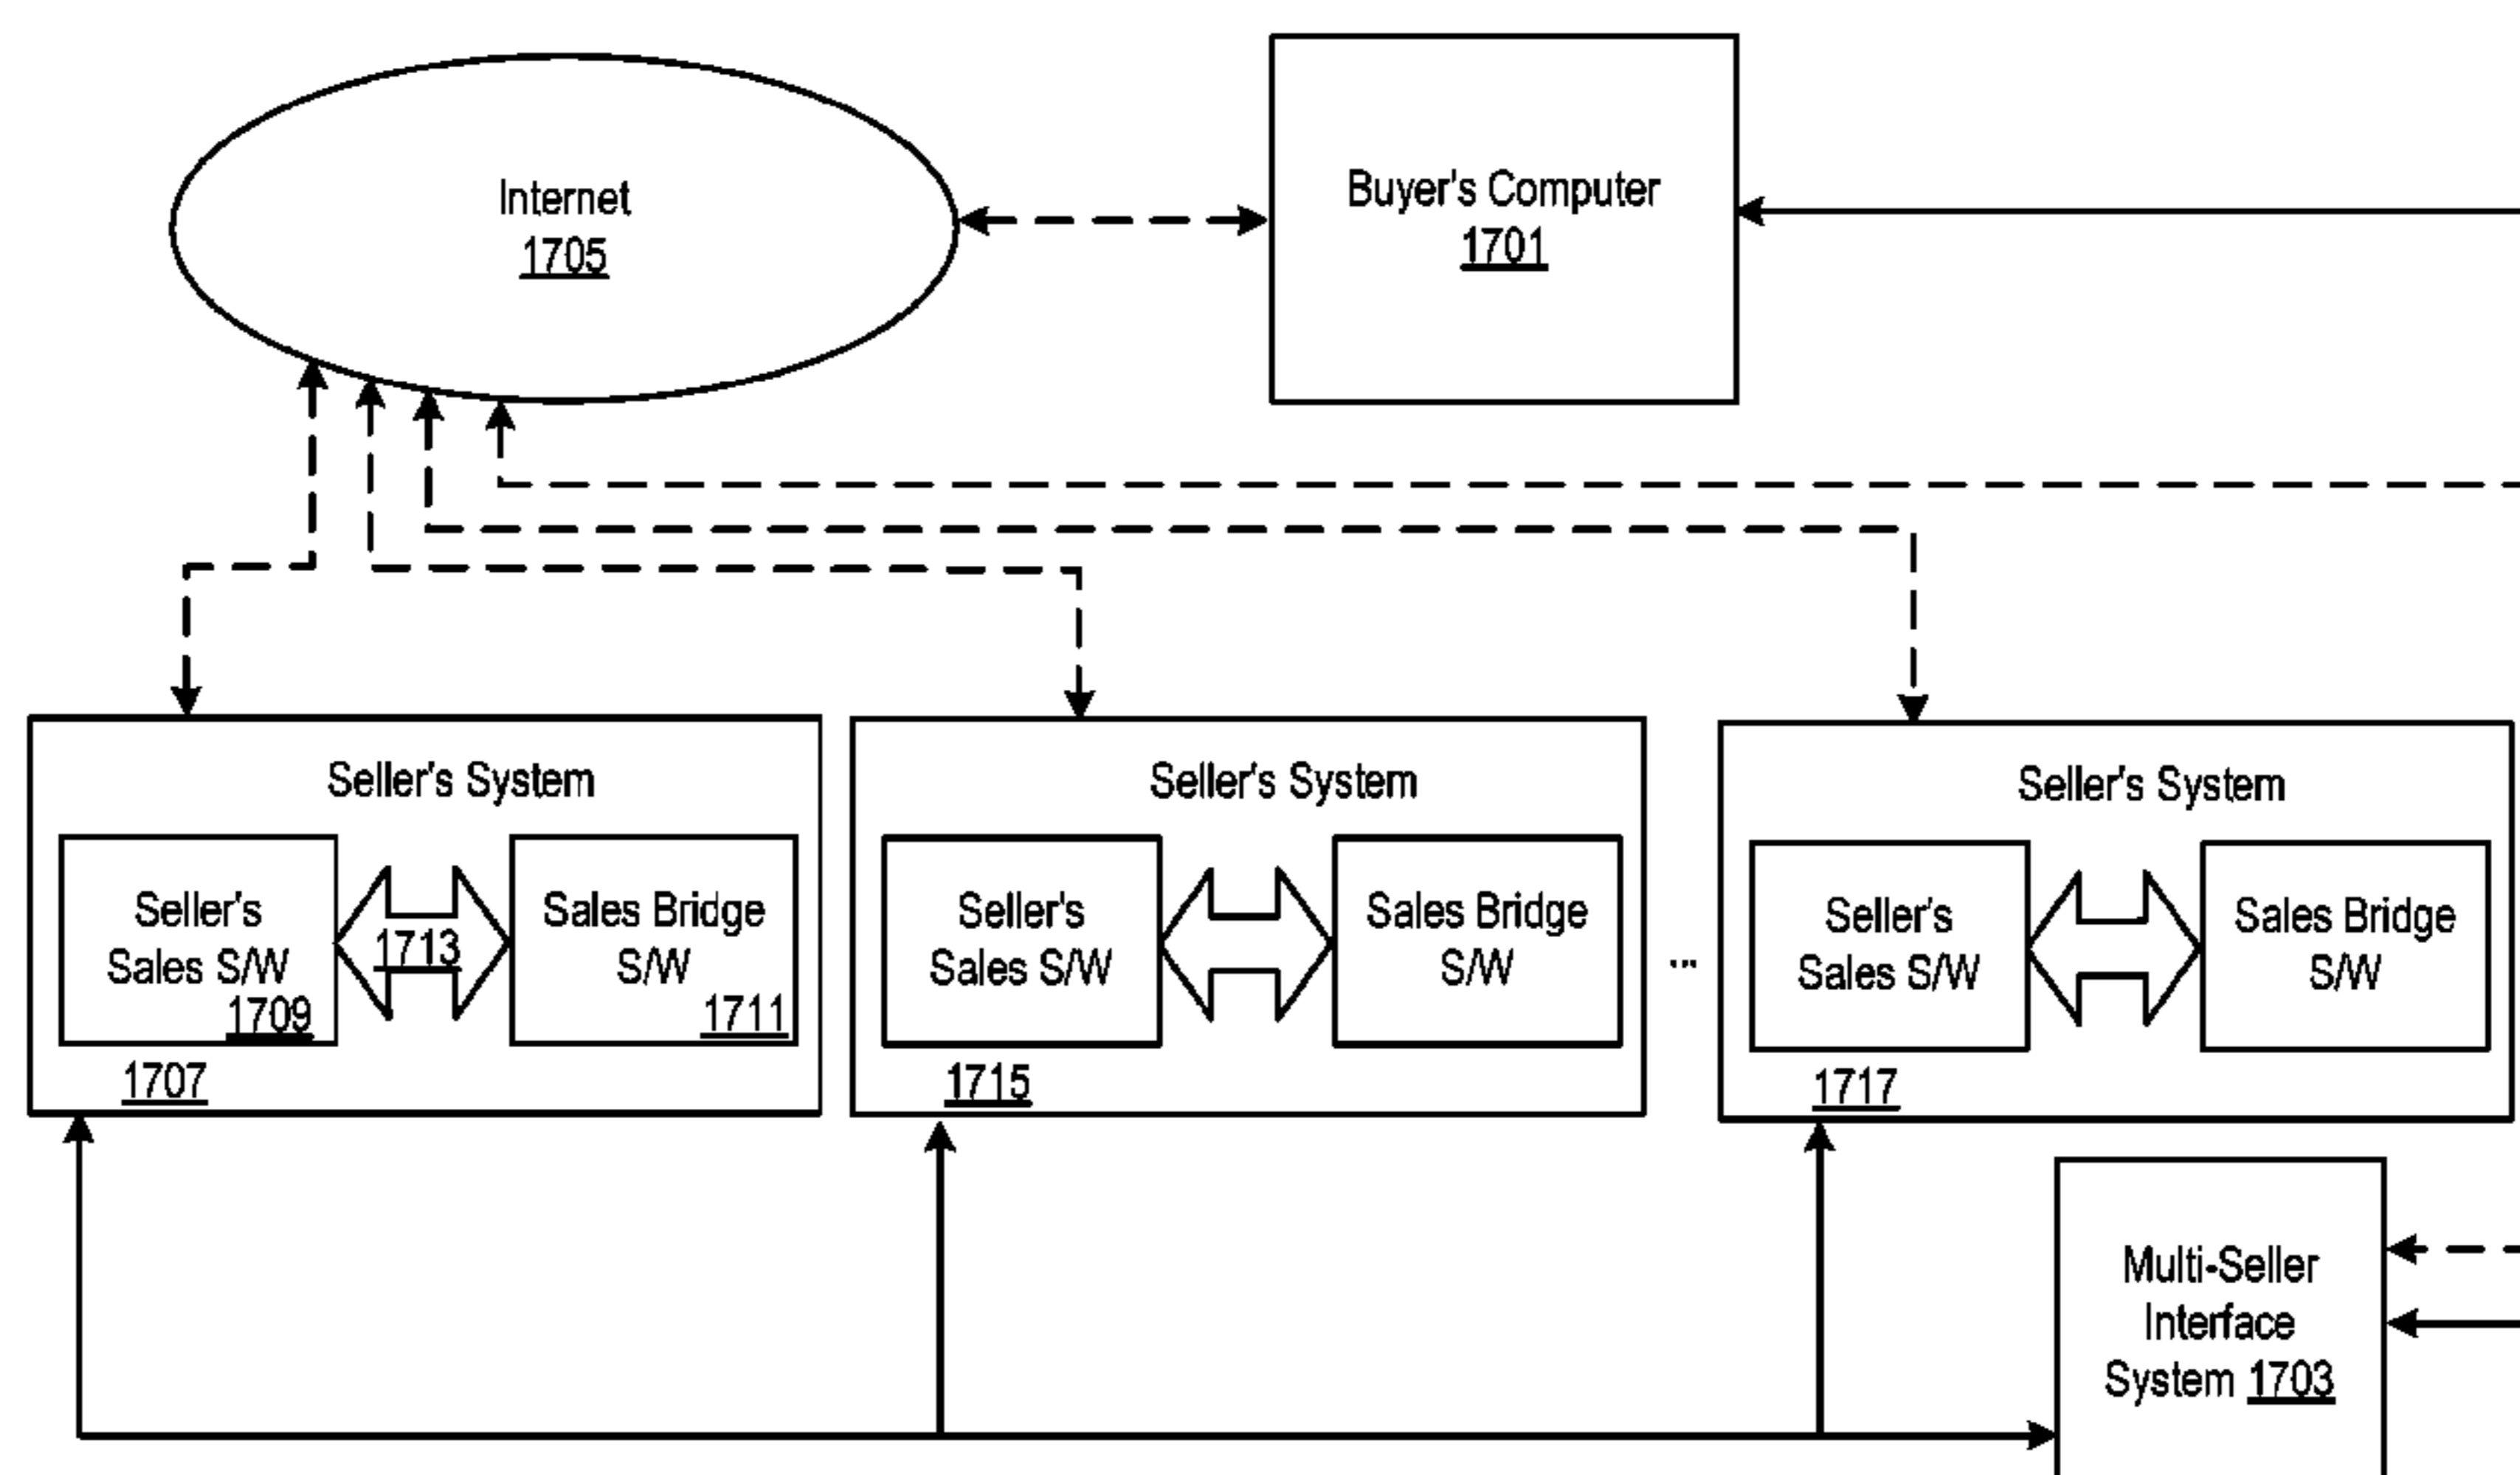 Internet
1705
Buyer's Computer
1701
Seller's System
Seller's
Sales S/W
1709
1713
Sales Bridge
S/W
1711
1707
Seller's System
Seller's
Sales S/W
Sales Bridge
S/W
1715
...
Seller's System
Seller's
Sales S/W
Sales Bridge
S/W
1717
Multi-Seller
Interface
System 1703